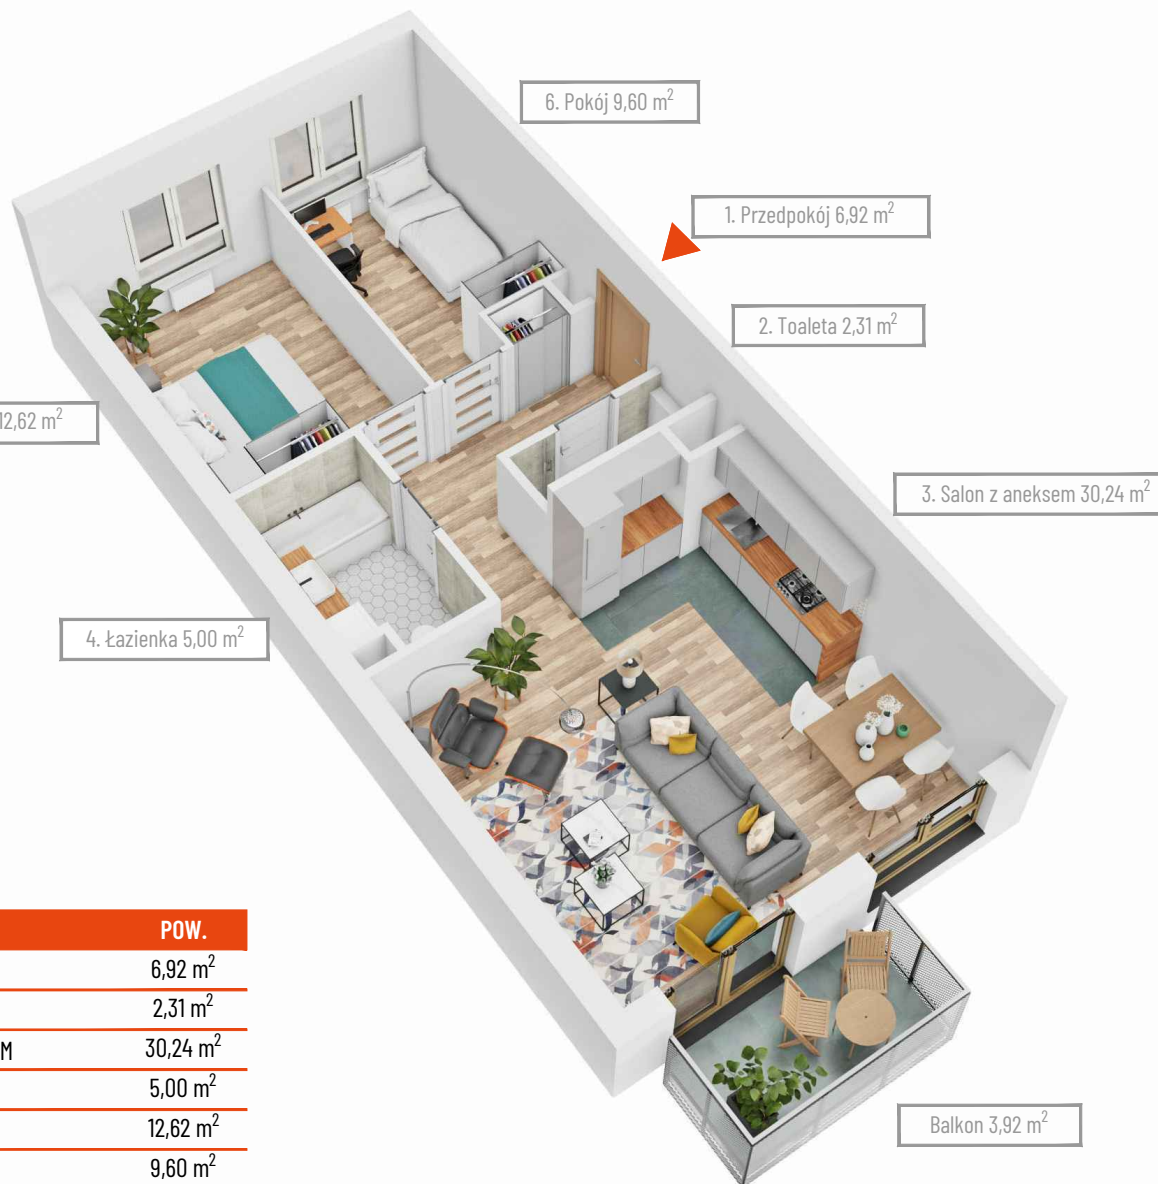 6. Pokój 9,60 m²
1. Przedpokój 6,92 m²
2. Toaleta 2,31 m²
12,62 m²
3. Salon z aneksem 30,24 m²
4. Łazienka 5,00 m²
POW.
6,92 m²
2,31 m²
M 30,24 m²
5,00 m²
12,62 m²
9,60 m²
Balkon 3,92 m²